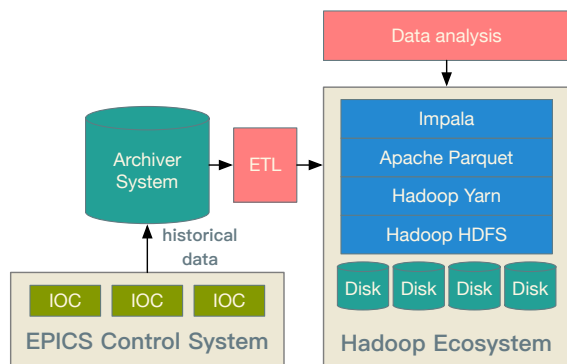 Data analysis
Impala
Apache Parquet
Hadoop Yarn
Hadoop HDFS
Disk Disk Disk Disk
Hadoop Ecosystem
Archiver
System
ETL
historical
data
IOC IOC IOC
EPICS Control System